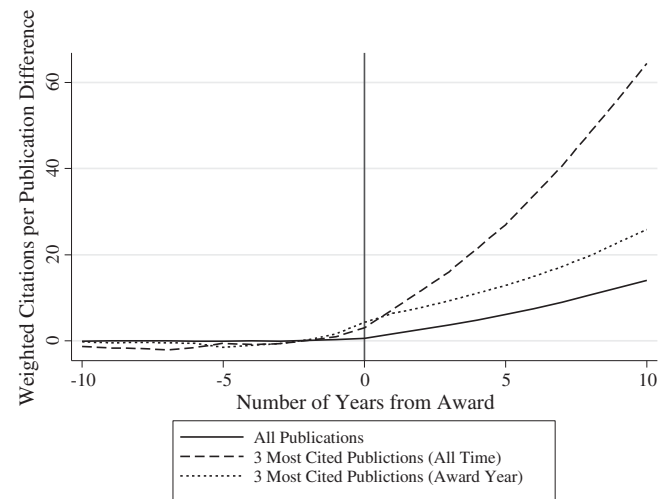 Weighted Citations per Publication Difference
60
40
20
0
-10 -5 0 5 10
Number of Years from Award
All Publications
3 Most Cited Publictions (All Time)
3 Most Cited Publictions (Award Year)